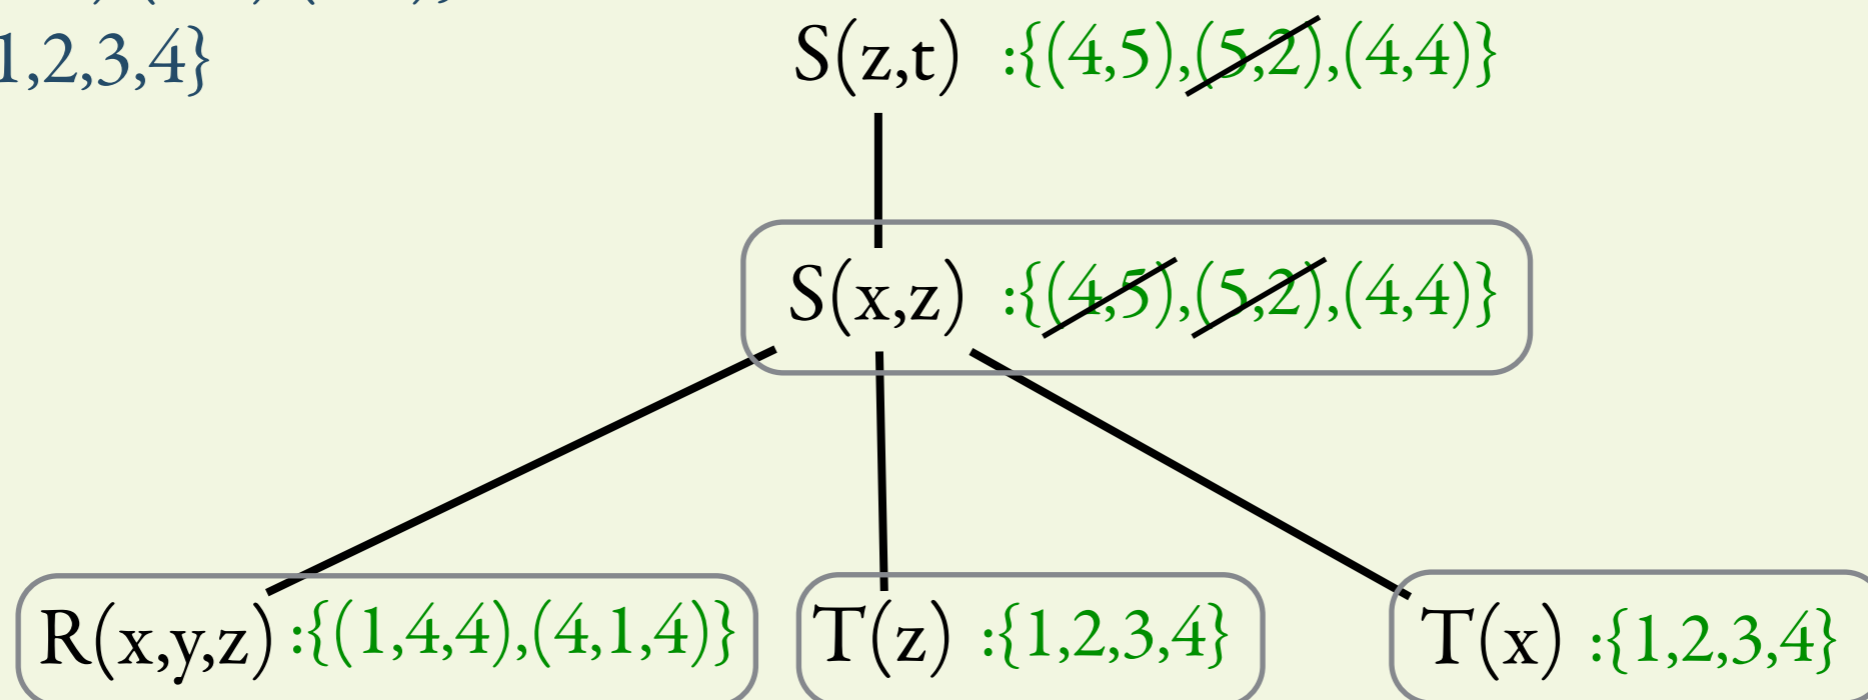 1,2,3,4}
S(z,t) :{(4,5),(5,2),(4,4)}
S(x,z) :{(4,5),(5,2),(4,4)}
R(x,y,z) :{(1,4,4),(4,1,4)} T(z) :{1,2,3,4} T(x) :{1,2,3,4}